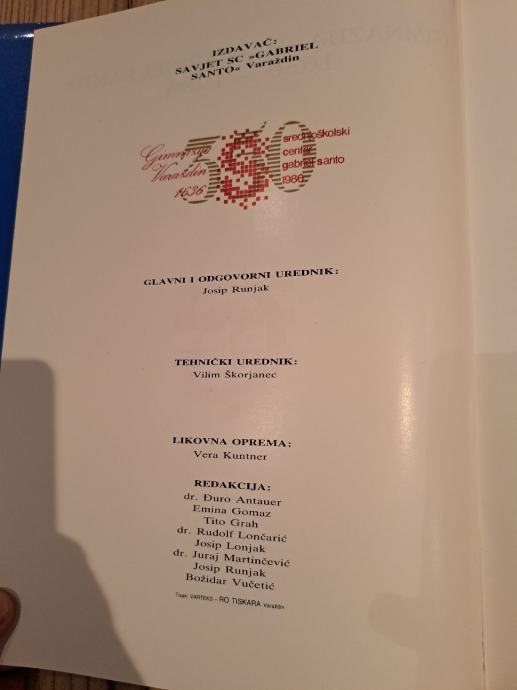 IZDAVAČ:
SAVJET SC »GABRIEL
SANTO« Varaždin
Gimnazija
Varaždin
1636
350
srednjoškolski
centar
gabriel santo
1986
GLAVNI I ODGOVORNI UREDNIK:
Josip Runjak
TEHNIČKI UREDNIK:
Vilim Škorjanec
LIKOVNA OPREMA:
Vera Kuntner
REDAKCIJA:
dr. Đuro Antauer
Emina Gomaz
Tito Grah
dr. Rudolf Lončarić
Josip Lonjak
dr. Juraj Martinčević
Josip Runjak
Božidar Vučetić
Tisak: VARTEKS - RO TISKARA Varaždin